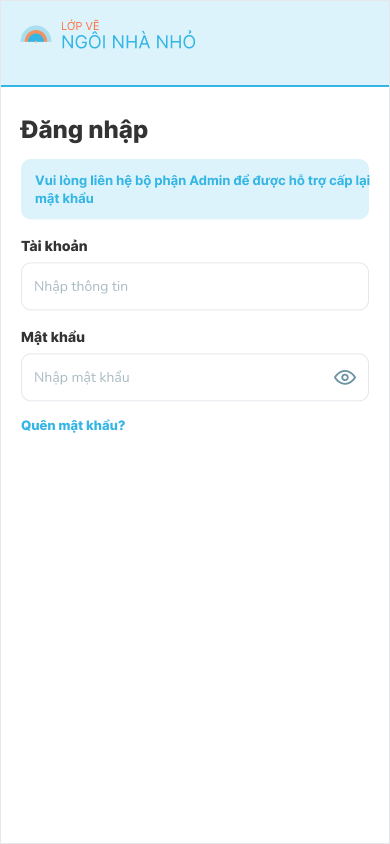 LỚP VẼ
NGÔI NHÀ NHỎ
Đăng nhập
Vui lòng liên hệ bộ phận Admin để được hỗ trợ cấp lại
mật khẩu
Tài khoản
Nhập thông tin
Mật khẩu
Nhập mật khẩu
Quên mật khẩu?